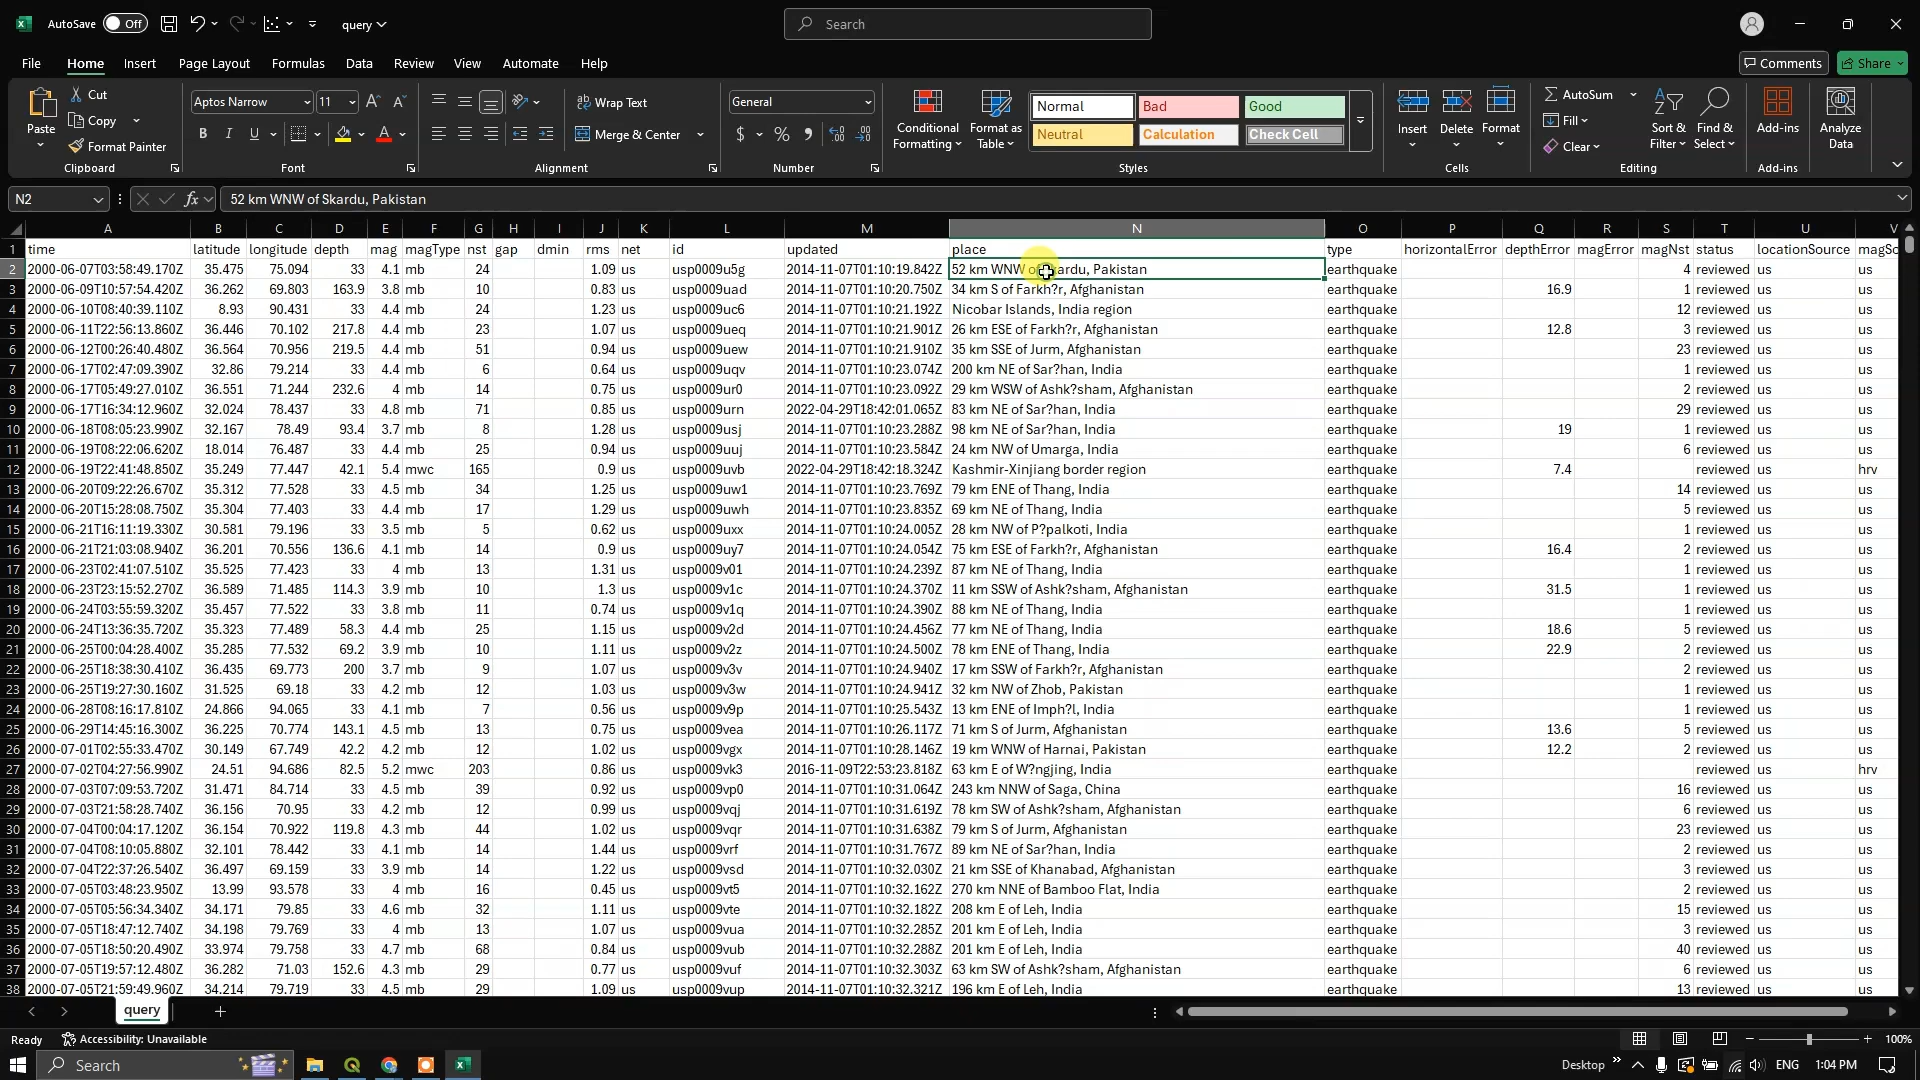 AutoSave Off query Search
File Home Insert Page Layout Formulas Data Review View Automate Help Comments Share
Paste Cut Copy Format Painter Clipboard
Aptos Narrow 11 A A B I U A Font
Wrap Text Merge & Center Alignment
General $ % , Number
Conditional Formatting Format as Table
Normal Bad Good
Neutral Calculation Check Cell
Styles
Insert Delete Format Cells
AutoSum Fill Clear Sort & Filter Find & Select Editing
Add-ins Add-ins
Analyze Data
N2 fx 52 km WNW of Skardu, Pakistan
A B C D E F G H I J K L M N O P Q R S T U V
1 time latitude longitude depth mag magType nst gap dmin rms net id updated place type horizontalError depthError magError magNst status locationSource magSc
2 2000-06-07T03:58:49.170Z 35.475 75.094 33 4.1 mb 24 1.09 us usp0009u5g 2014-11-07T01:10:19.842Z 52 km WNW of Skardu, Pakistan earthquake 4 reviewed us us
3 2000-06-09T10:57:54.420Z 36.262 69.803 163.9 3.8 mb 10 0.83 us usp0009uad 2014-11-07T01:10:20.750Z 34 km S of Farkh?r, Afghanistan earthquake 16.9 1 reviewed us us
4 2000-06-10T08:40:39.110Z 8.93 90.431 33 4.4 mb 24 1.23 us usp0009uc6 2014-11-07T01:10:21.192Z Nicobar Islands, India region earthquake 12 reviewed us us
5 2000-06-11T22:56:13.860Z 36.446 70.102 217.8 4.4 mb 23 1.07 us usp0009ueq 2014-11-07T01:10:21.901Z 26 km ESE of Farkh?r, Afghanistan earthquake 12.8 3 reviewed us us
6 2000-06-12T00:26:40.480Z 36.564 70.956 219.5 4.4 mb 51 0.94 us usp0009uew 2014-11-07T01:10:21.910Z 35 km SSE of Jurm, Afghanistan earthquake 23 reviewed us us
7 2000-06-17T02:47:09.390Z 32.86 79.214 33 4.4 mb 6 0.64 us usp0009uqv 2014-11-07T01:10:23.074Z 200 km NE of Sar?han, India earthquake 1 reviewed us us
8 2000-06-17T05:49:27.010Z 36.551 71.244 232.6 4 mb 14 0.75 us usp0009ur0 2014-11-07T01:10:23.092Z 29 km WSW of Ashk?sham, Afghanistan earthquake 2 reviewed us us
9 2000-06-17T16:34:12.960Z 32.024 78.437 33 4.8 mb 71 0.85 us usp0009urn 2022-04-29T18:42:01.065Z 83 km NE of Sar?han, India earthquake 29 reviewed us us
10 2000-06-18T08:05:23.990Z 32.167 78.49 93.4 3.7 mb 8 1.28 us usp0009usj 2014-11-07T01:10:23.288Z 98 km NE of Sar?han, India earthquake 19 1 reviewed us us
11 2000-06-19T08:22:06.620Z 18.014 76.487 33 4.4 mb 25 0.94 us usp0009uuj 2014-11-07T01:10:23.584Z 24 km NW of Umarga, India earthquake 6 reviewed us us
12 2000-06-19T22:41:48.850Z 35.249 77.447 42.1 5.4 mwc 165 0.9 us usp0009uvb 2022-04-29T18:42:18.324Z Kashmir-Xinjiang border region earthquake 7.4 reviewed us hrv
13 2000-06-20T09:22:26.670Z 35.312 77.528 33 4.5 mb 34 1.25 us usp0009uw1 2014-11-07T01:10:23.769Z 79 km ENE of Thang, India earthquake 14 reviewed us us
14 2000-06-20T15:28:08.750Z 35.304 77.403 33 4.4 mb 17 1.29 us usp0009uwh 2014-11-07T01:10:23.835Z 69 km NE of Thang, India earthquake 5 reviewed us us
15 2000-06-21T16:11:19.330Z 30.581 79.196 33 3.5 mb 5 0.62 us usp0009uxx 2014-11-07T01:10:24.005Z 28 km NW of P?palkoti, India earthquake 1 reviewed us us
16 2000-06-21T21:03:08.940Z 36.201 70.556 136.6 4.1 mb 14 0.9 us usp0009uy7 2014-11-07T01:10:24.054Z 75 km ESE of Farkh?r, Afghanistan earthquake 16.4 2 reviewed us us
17 2000-06-23T02:41:07.510Z 35.525 77.423 33 4 mb 13 1.31 us usp0009v01 2014-11-07T01:10:24.239Z 87 km NE of Thang, India earthquake 1 reviewed us us
18 2000-06-23T23:15:52.270Z 36.589 71.485 114.3 3.9 mb 10 1.3 us usp0009v1c 2014-11-07T01:10:24.370Z 11 km SSW of Ashk?sham, Afghanistan earthquake 31.5 1 reviewed us us
19 2000-06-24T03:55:59.320Z 35.457 77.522 33 3.8 mb 11 0.74 us usp0009v1q 2014-11-07T01:10:24.390Z 88 km NE of Thang, India earthquake 1 reviewed us us
20 2000-06-24T13:36:35.720Z 35.323 77.489 58.3 4.4 mb 25 1.15 us usp0009v2d 2014-11-07T01:10:24.456Z 77 km NE of Thang, India earthquake 18.6 5 reviewed us us
21 2000-06-25T00:04:28.400Z 35.285 77.532 69.2 3.9 mb 10 1.11 us usp0009v2z 2014-11-07T01:10:24.500Z 78 km ENE of Thang, India earthquake 22.9 2 reviewed us us
22 2000-06-25T18:38:30.410Z 36.435 69.773 200 3.7 mb 9 1.07 us usp0009v3v 2014-11-07T01:10:24.940Z 17 km SSW of Farkh?r, Afghanistan earthquake 2 reviewed us us
23 2000-06-25T19:27:30.160Z 31.525 69.18 33 4.2 mb 12 1.03 us usp0009v3w 2014-11-07T01:10:24.941Z 32 km NW of Zhob, Pakistan earthquake 1 reviewed us us
24 2000-06-28T08:16:17.810Z 24.866 94.065 33 4.1 mb 7 0.56 us usp0009v9p 2014-11-07T01:10:25.543Z 13 km ENE of Imph?l, India earthquake 1 reviewed us us
25 2000-06-29T14:45:16.300Z 36.225 70.774 143.1 4.5 mb 13 0.75 us usp0009vea 2014-11-07T01:10:26.117Z 71 km S of Jurm, Afghanistan earthquake 13.6 5 reviewed us us
26 2000-07-01T02:55:33.470Z 30.149 67.749 42.2 4.2 mb 12 1.02 us usp0009vgx 2014-11-07T01:10:28.146Z 19 km WNW of Harnai, Pakistan earthquake 12.2 2 reviewed us us
27 2000-07-02T04:27:56.990Z 24.51 94.686 82.5 5.2 mwc 203 0.86 us usp0009vk3 2016-11-09T22:53:23.818Z 63 km E of W?ngjing, India earthquake reviewed us hrv
28 2000-07-03T07:09:53.720Z 31.471 84.714 33 4.5 mb 39 0.92 us usp0009vp0 2014-11-07T01:10:31.064Z 243 km NNW of Saga, China earthquake 16 reviewed us us
29 2000-07-03T21:58:28.740Z 36.156 70.95 33 4.2 mb 12 0.99 us usp0009vqj 2014-11-07T01:10:31.619Z 78 km SW of Ashk?sham, Afghanistan earthquake 6 reviewed us us
30 2000-07-04T00:04:17.120Z 36.154 70.922 119.8 4.3 mb 44 1.02 us usp0009vqr 2014-11-07T01:10:31.638Z 79 km S of Jurm, Afghanistan earthquake 23 reviewed us us
31 2000-07-04T08:10:05.880Z 32.101 78.442 33 4.1 mb 14 1.44 us usp0009vrf 2014-11-07T01:10:31.767Z 89 km NE of Sar?han, India earthquake 2 reviewed us us
32 2000-07-04T22:37:26.540Z 36.497 69.159 33 3.9 mb 14 1.22 us usp0009vsd 2014-11-07T01:10:32.030Z 21 km SSE of Khanabad, Afghanistan earthquake 3 reviewed us us
33 2000-07-05T03:48:23.950Z 13.99 93.578 33 4 mb 16 0.45 us usp0009vt5 2014-11-07T01:10:32.162Z 270 km NNE of Bamboo Flat, India earthquake 2 reviewed us us
34 2000-07-05T05:56:34.340Z 34.171 79.85 33 4.6 mb 32 1.11 us usp0009vte 2014-11-07T01:10:32.182Z 208 km E of Leh, India earthquake 15 reviewed us us
35 2000-07-05T18:47:12.740Z 34.198 79.769 33 4 mb 13 1.07 us usp0009vua 2014-11-07T01:10:32.285Z 201 km E of Leh, India earthquake 3 reviewed us us
36 2000-07-05T18:50:20.490Z 33.974 79.758 33 4.7 mb 68 0.84 us usp0009vub 2014-11-07T01:10:32.288Z 201 km E of Leh, India earthquake 40 reviewed us us
37 2000-07-05T19:57:12.480Z 36.282 71.03 152.6 4.3 mb 29 0.77 us usp0009vuf 2014-11-07T01:10:32.303Z 63 km SW of Ashk?sham, Afghanistan earthquake 6 reviewed us us
38 2000-07-05T21:59:49.960Z 34.214 79.719 33 4.5 mb 29 1.09 us usp0009vup 2014-11-07T01:10:32.321Z 196 km E of Leh, India earthquake 13 reviewed us us
query
Ready Accessibility: Unavailable 100%
Search Desktop ENG 1:04 PM